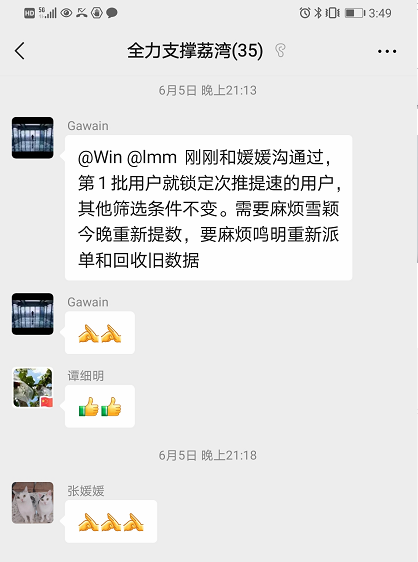 HD 5G 3:49
全力支撑荔湾(35)
6月5日 晚上21:13
Gawain
@Win @lmm 刚刚和媛媛沟通过，
第1批用户就锁定次推提速的用户，
其他筛选条件不变。需要麻烦雪颖
今晚重新提数，要麻烦鸣明重新派
单和回收旧数据
Gawain
谭细明
6月5日 晚上21:18
张媛媛